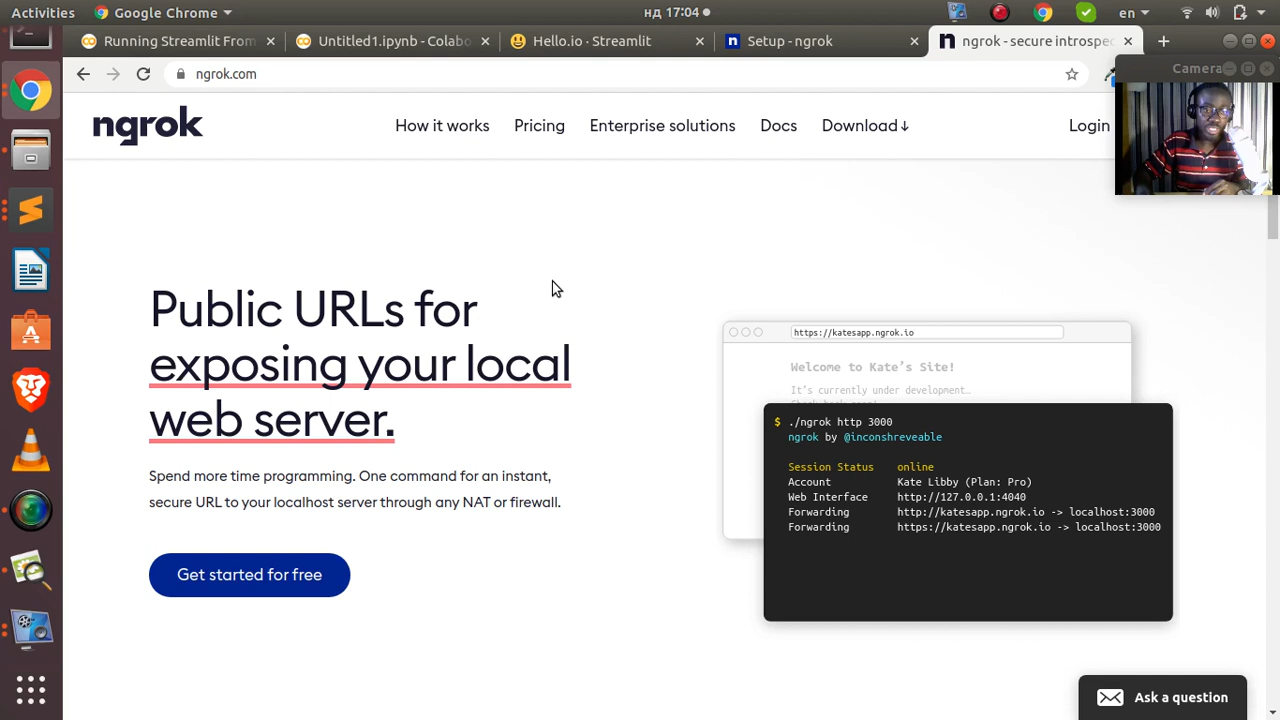 Activities
Google Chrome
нд 17:04
en
Running Streamlit From
Untitled1.ipynb - Colabo
Hello.io · Streamlit
Setup - ngrok
ngrok - secure introspec
ngrok.com
Camera
ngrok
How it works
Pricing
Enterprise solutions
Docs
Download↓
Login
Public URLs for
exposing your local
web server.
Spend more time programming. One command for an instant,
secure URL to your localhost server through any NAT or firewall.
Get started for free
https://katesapp.ngrok.io
Welcome to Kate's Site!
It's currently under development…
$ ./ngrok http 3000
ngrok by @inconshreveable
Session Status online
Account Kate Libby (Plan: Pro)
Web Interface http://127.0.0.1:4040
Forwarding http://katesapp.ngrok.io -> localhost:3000
Forwarding https://katesapp.ngrok.io -> localhost:3000
Ask a question